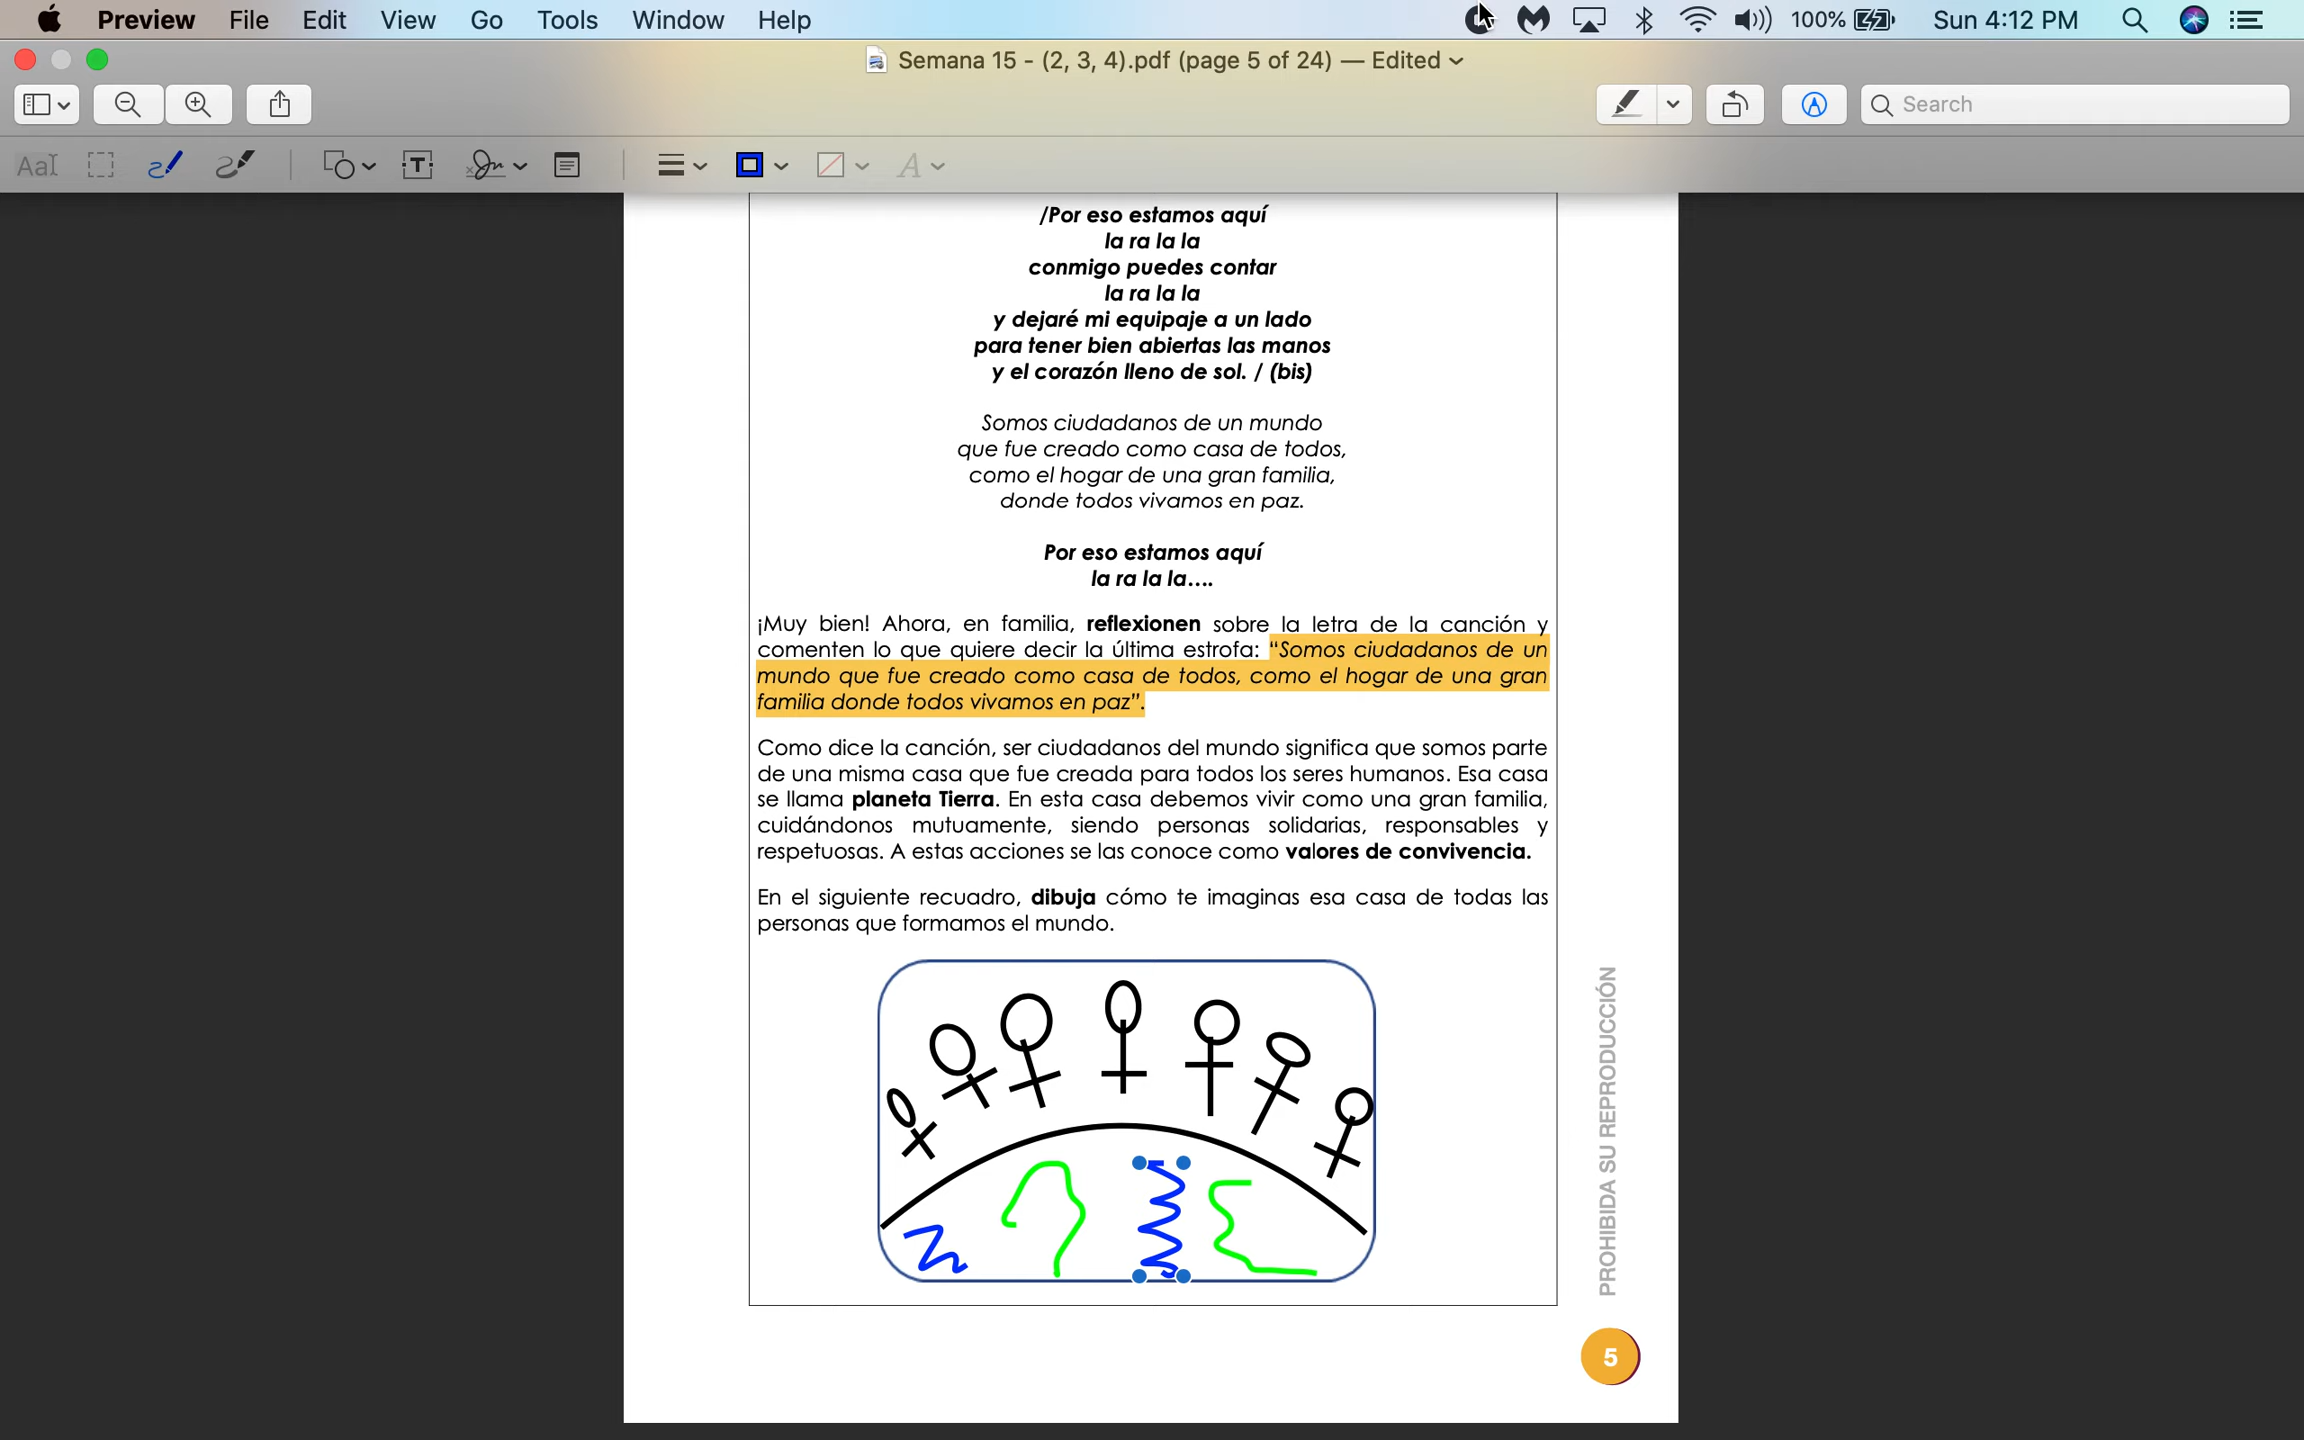 Preview File Edit View Go Tools Window Help 100% Sun 4:12 PM
Semana 15 - (2, 3, 4).pdf (page 5 of 24) — Edited
Search
AaI T A
/Por eso estamos aquí
la ra la la
conmigo puedes contar
la ra la la
y dejaré mi equipaje a un lado
para tener bien abiertas las manos
y el corazón lleno de sol. / (bis)
Somos ciudadanos de un mundo
que fue creado como casa de todos,
como el hogar de una gran familia,
donde todos vivamos en paz.
Por eso estamos aquí
la ra la la....
¡Muy bien! Ahora, en familia, reflexionen sobre la letra de la canción y
comenten lo que quiere decir la última estrofa: “Somos ciudadanos de un
mundo que fue creado como casa de todos, como el hogar de una gran
familia donde todos vivamos en paz”.
Como dice la canción, ser ciudadanos del mundo significa que somos parte
de una misma casa que fue creada para todos los seres humanos. Esa casa
se llama planeta Tierra. En esta casa debemos vivir como una gran familia,
cuidándonos mutuamente, siendo personas solidarias, responsables y
respetuosas. A estas acciones se las conoce como valores de convivencia.
En el siguiente recuadro, dibuja cómo te imaginas esa casa de todas las
personas que formamos el mundo.
PROHIBIDA SU REPRODUCCIÓN
5